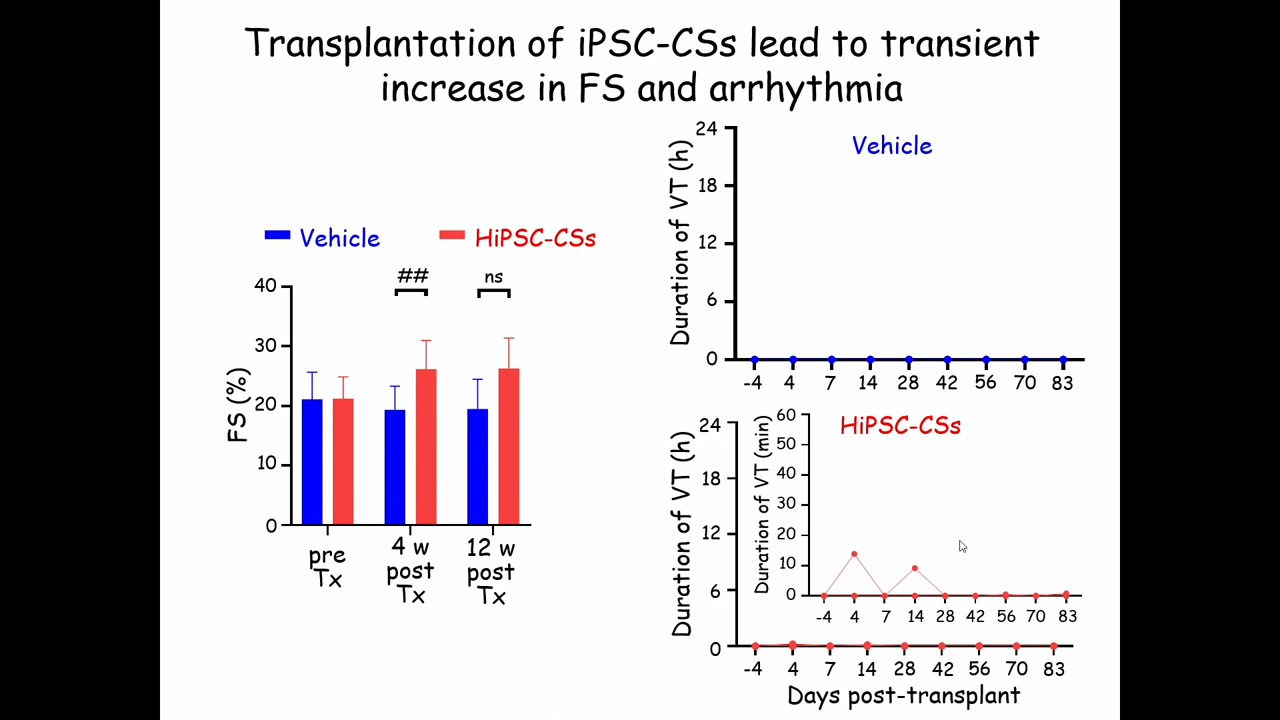 Transplantation of iPSC-CSs lead to transient
increase in FS and arrhythmia
Vehicle
HiPSC-CSs
##
ns
FS (%)
40
30
20
10
0
pre
Tx
4 w
post
Tx
12 w
post
Tx
Vehicle
Duration of VT (h)
24
18
12
6
0
-4 4 7 14 28 42 56 70 83
HiPSC-CSs
Duration of VT (h)
24
18
12
6
0
Duration of VT (min)
60
50
40
30
20
10
0
-4 4 7 14 28 42 56 70 83
-4 4 7 14 28 42 56 70 83
Days post-transplant